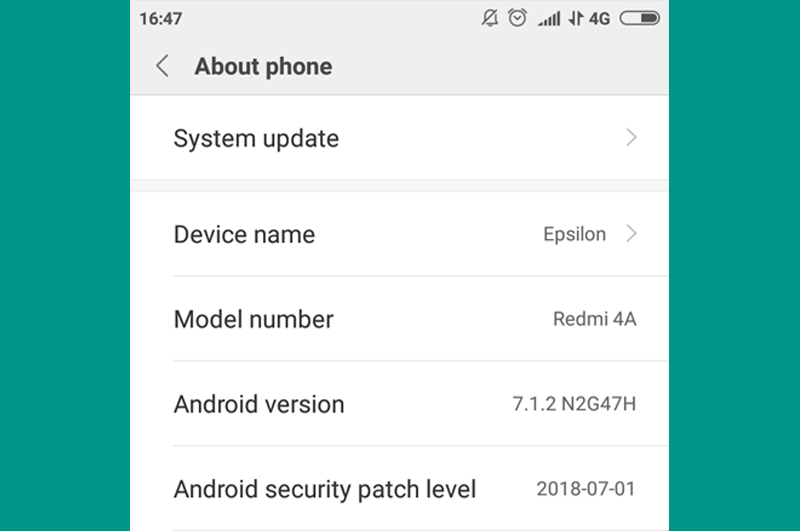 16:47 4G
About phone
System update
Device name Epsilon
Model number Redmi 4A
Android version 7.1.2 N2G47H
Android security patch level 2018-07-01